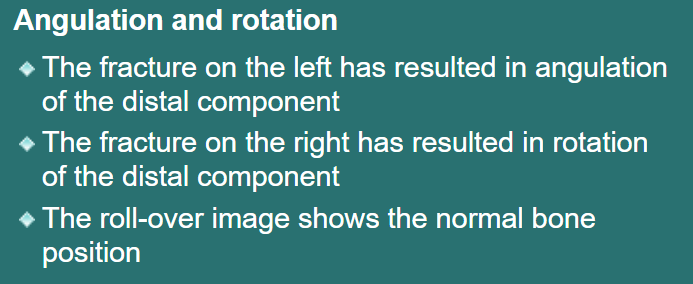 Angulation and rotation
The fracture on the left has resulted in angulation
of the distal component
The fracture on the right has resulted in rotation
of the distal component
The roll-over image shows the normal bone
position